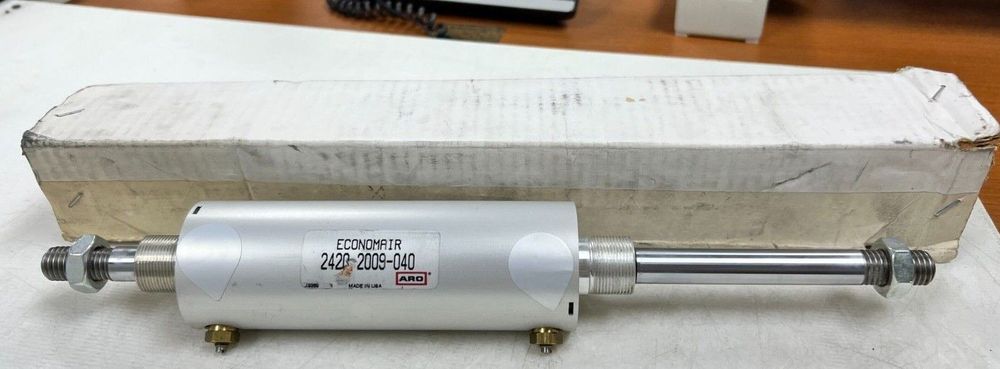 ECONOMAIR
2420-2009-040
ARO®
MADE IN USA